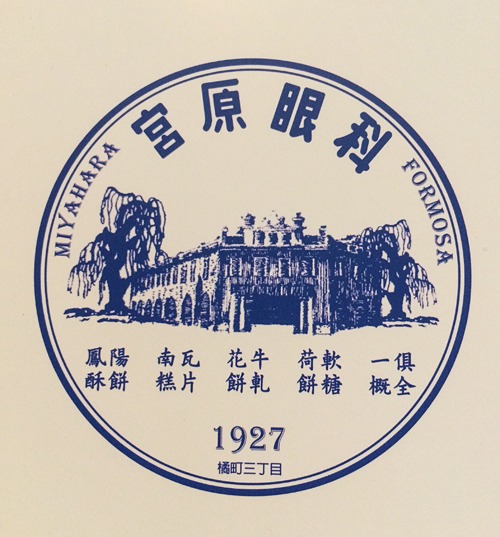 宮原眼科
MIYAHARA
FORMOSA
鳳陽 南瓦 花牛 荷軟 一俱
酥餅 糕片 餅軋 餅糖 概全
1927
橘町三丁目